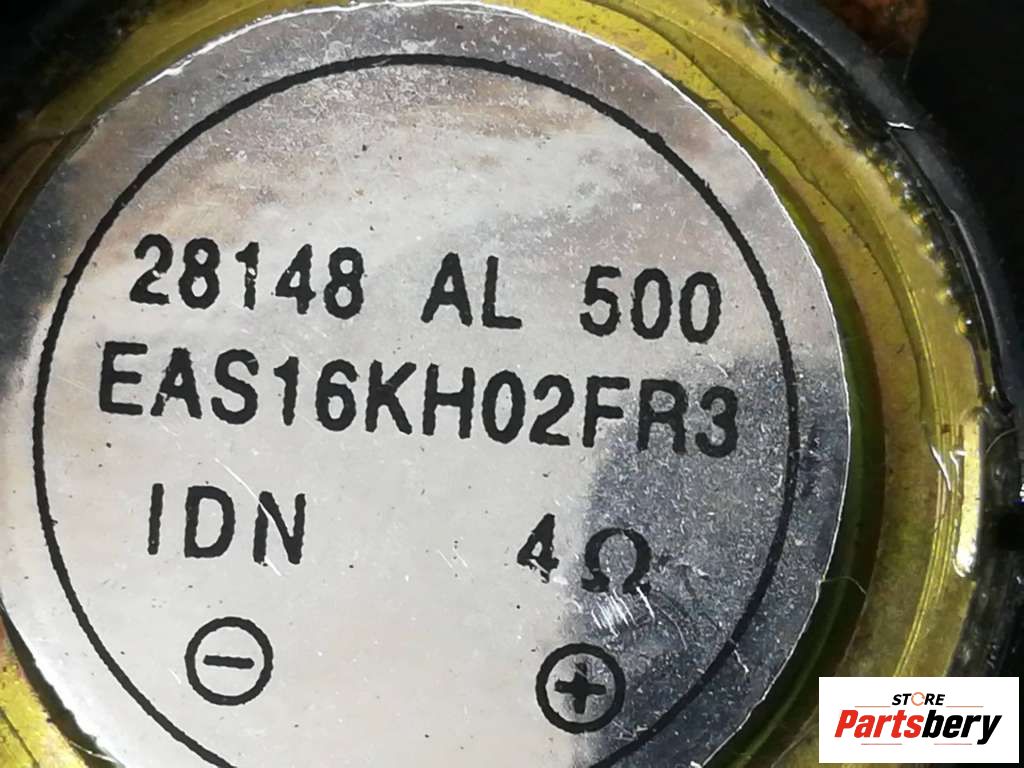 28148 AL 500
EAS16KH02FR3
IDN 4Ω
STORE
Partsbery